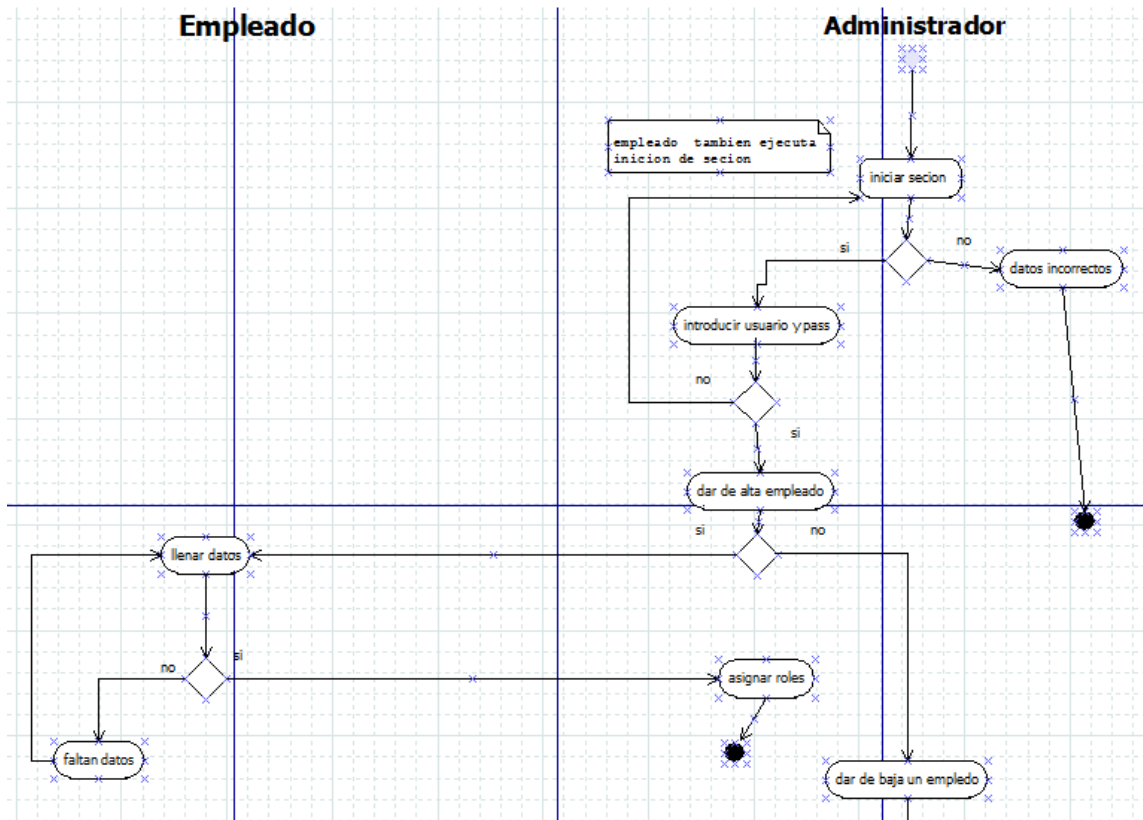 Empleado
Administrador
empleado tambien ejecuta
inicion de secion
iniciar secion
si
no
datos incorrectos
introducir usuario y pass
no
si
dar de alta empleado
si
no
llenar datos
no
si
asignar roles
faltan datos
dar de baja un empledo